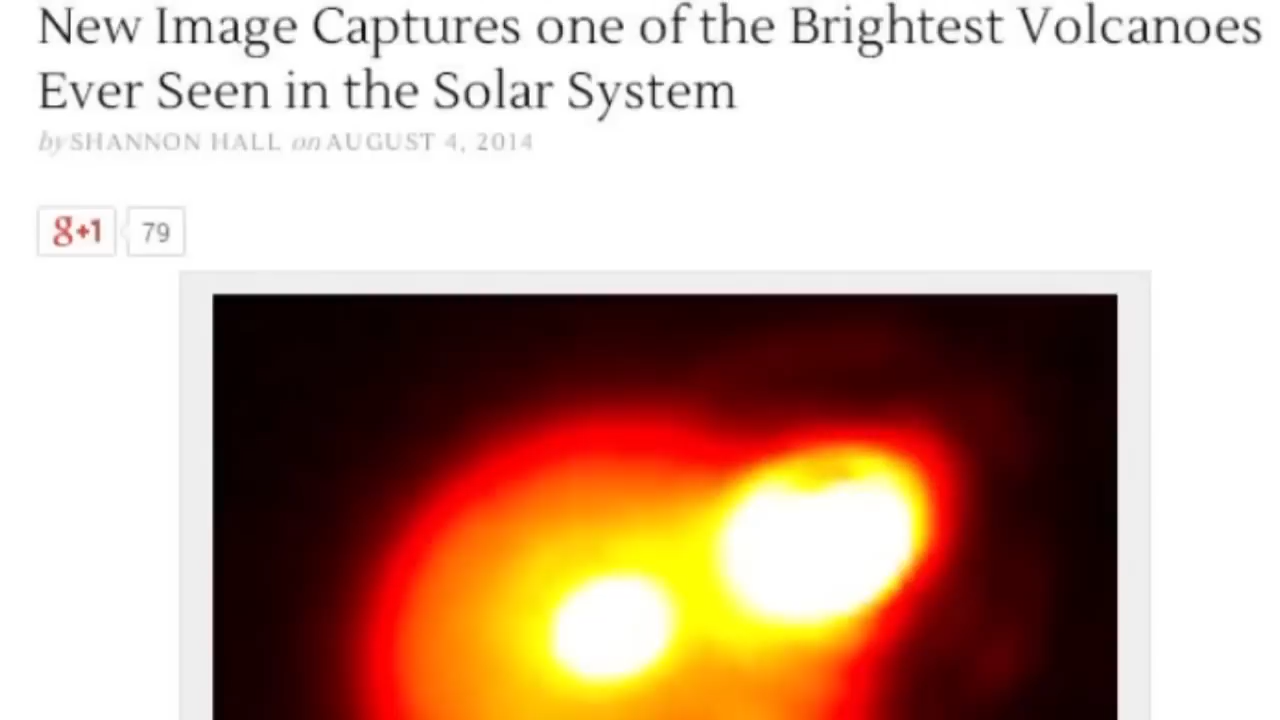 New Image Captures one of the Brightest Volcanoes
Ever Seen in the Solar System
by SHANNON HALL on AUGUST 4, 2014
g+1 79